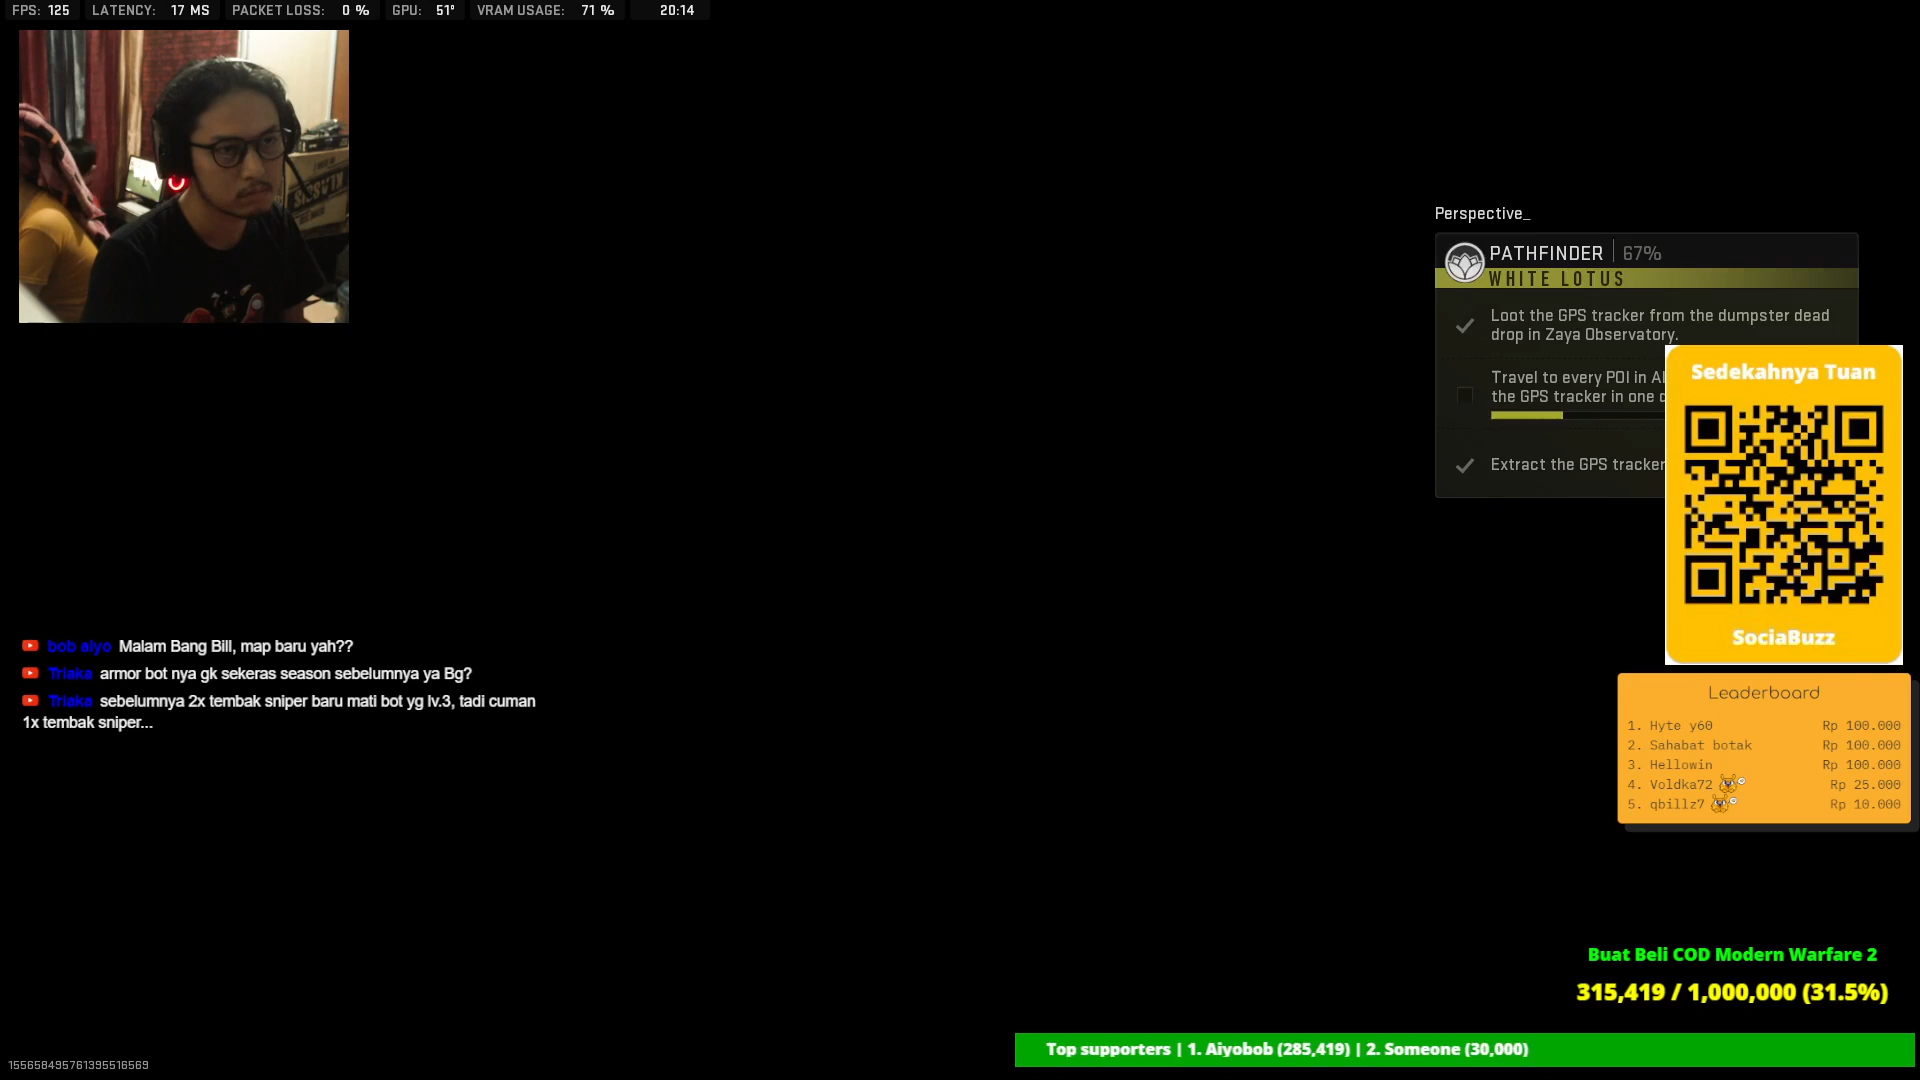 FPS: 125 LATENCY: 17 MS PACKET LOSS: 0 % GPU: 51° VRAM USAGE: 71 % 20:14
Perspective_
PATHFINDER | 67%
WHITE LOTUS
Loot the GPS tracker from the dumpster dead
drop in Zaya Observatory.
Travel to every POI in Al
the GPS tracker in one
Extract the GPS tracker
Sedekahnya Tuan
SociaBuzz
bob aiyo Malam Bang Bill, map baru yah??
Triaka armor bot nya gk sekeras season sebelumnya ya Bg?
Triaka sebelumnya 2x tembak sniper baru mati bot yg lv.3, tadi cuman
1x tembak sniper...
Leaderboard
1. Hyte y60 Rp 100.000
2. Sahabat botak Rp 100.000
3. Hellowin Rp 100.000
4. Voldka72 Rp 25.000
5. qbillz7 Rp 10.000
Buat Beli COD Modern Warfare 2
315,419 / 1,000,000 (31.5%)
Top supporters | 1. Aiyobob (285,419) | 2. Someone (30,000)
155658495761395516569